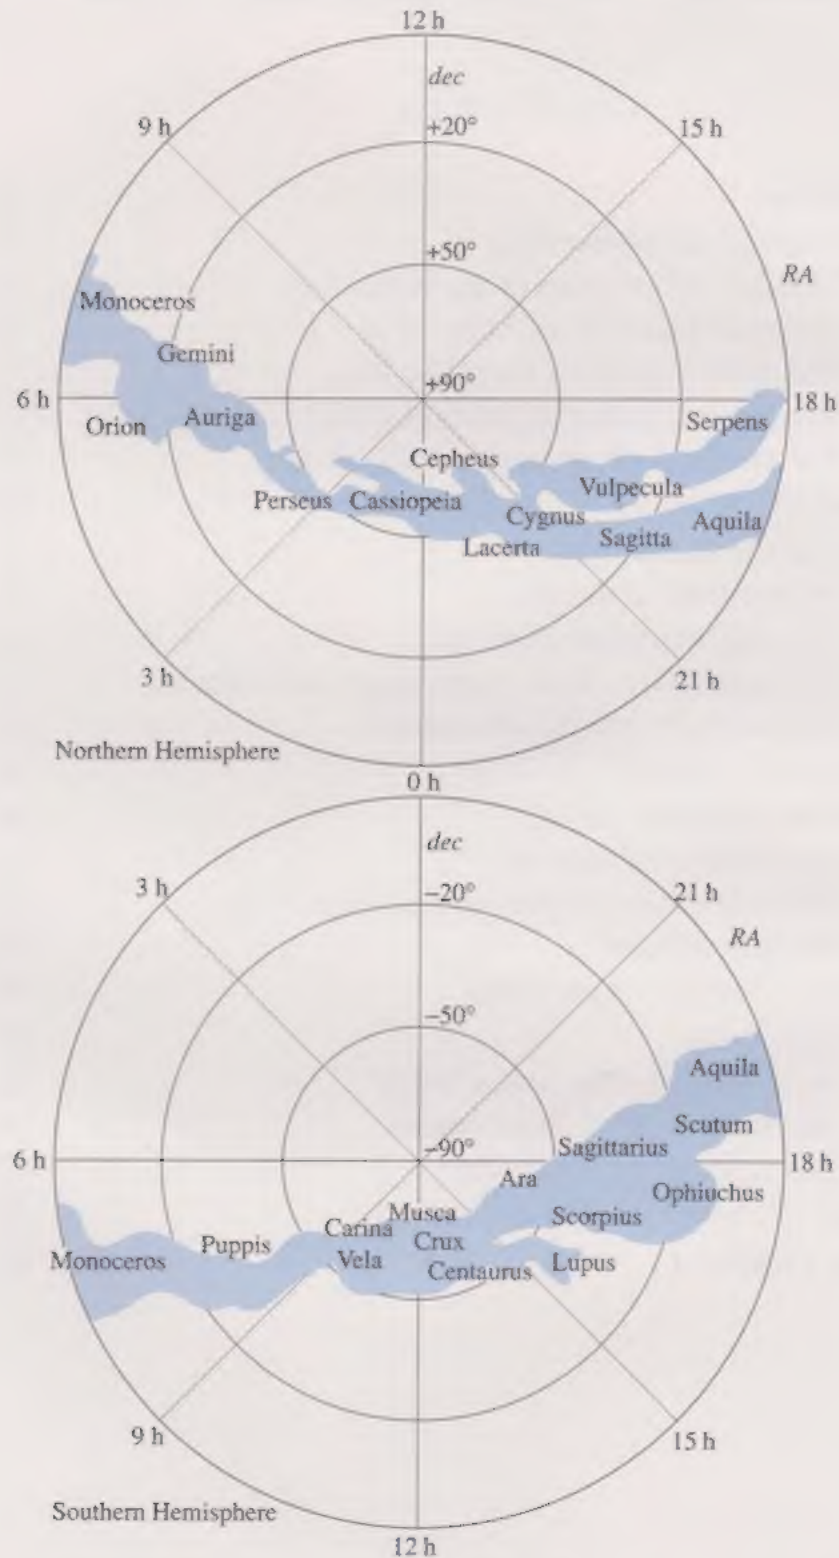 12 h
dec
9 h
+20°
15 h
+50°
RA
Monoceros
Gemini
+90°
6 h
18 h
Orion
Auriga
Serpens
Cepheus
Vulpecula
Perseus
Cassiopeia
Cygnus
Aquila
Lacerta
Sagitta
3 h
21 h
Northern Hemisphere
0 h
dec
3 h
–20°
21 h
RA
–50°
Aquila
Scutum
–90°
Sagittarius
6 h
18 h
Ara
Ophiuchus
Musca
Scorpius
Carina
Puppis
Crux
Monoceros
Vela
Centaurus
Lupus
9 h
15 h
Southern Hemisphere
12 h